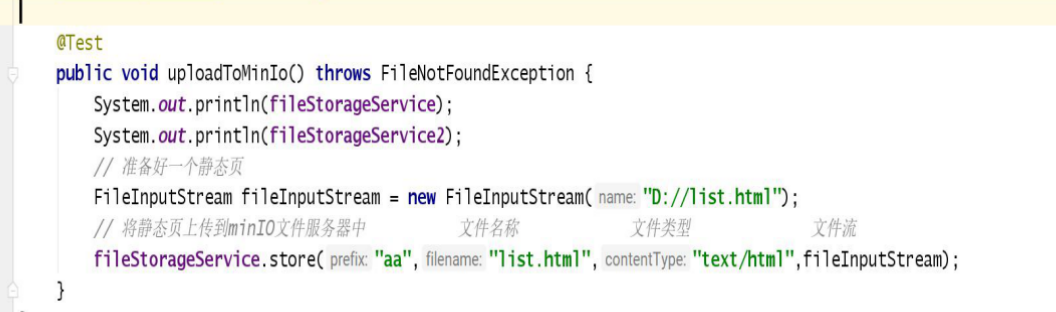 @Test
public void uploadToMinIo() throws FileNotFoundException {
System.out.println(fileStorageService);
System.out.println(fileStorageService2);
// 准备好一个静态页
FileInputStream fileInputStream = new FileInputStream( name: "D://list.html");
// 将静态页上传到minIO文件服务器中 文件名称 文件类型 文件流
fileStorageService.store( prefix: "aa", filename: "list.html", contentType: "text/html",fileInputStream);
}